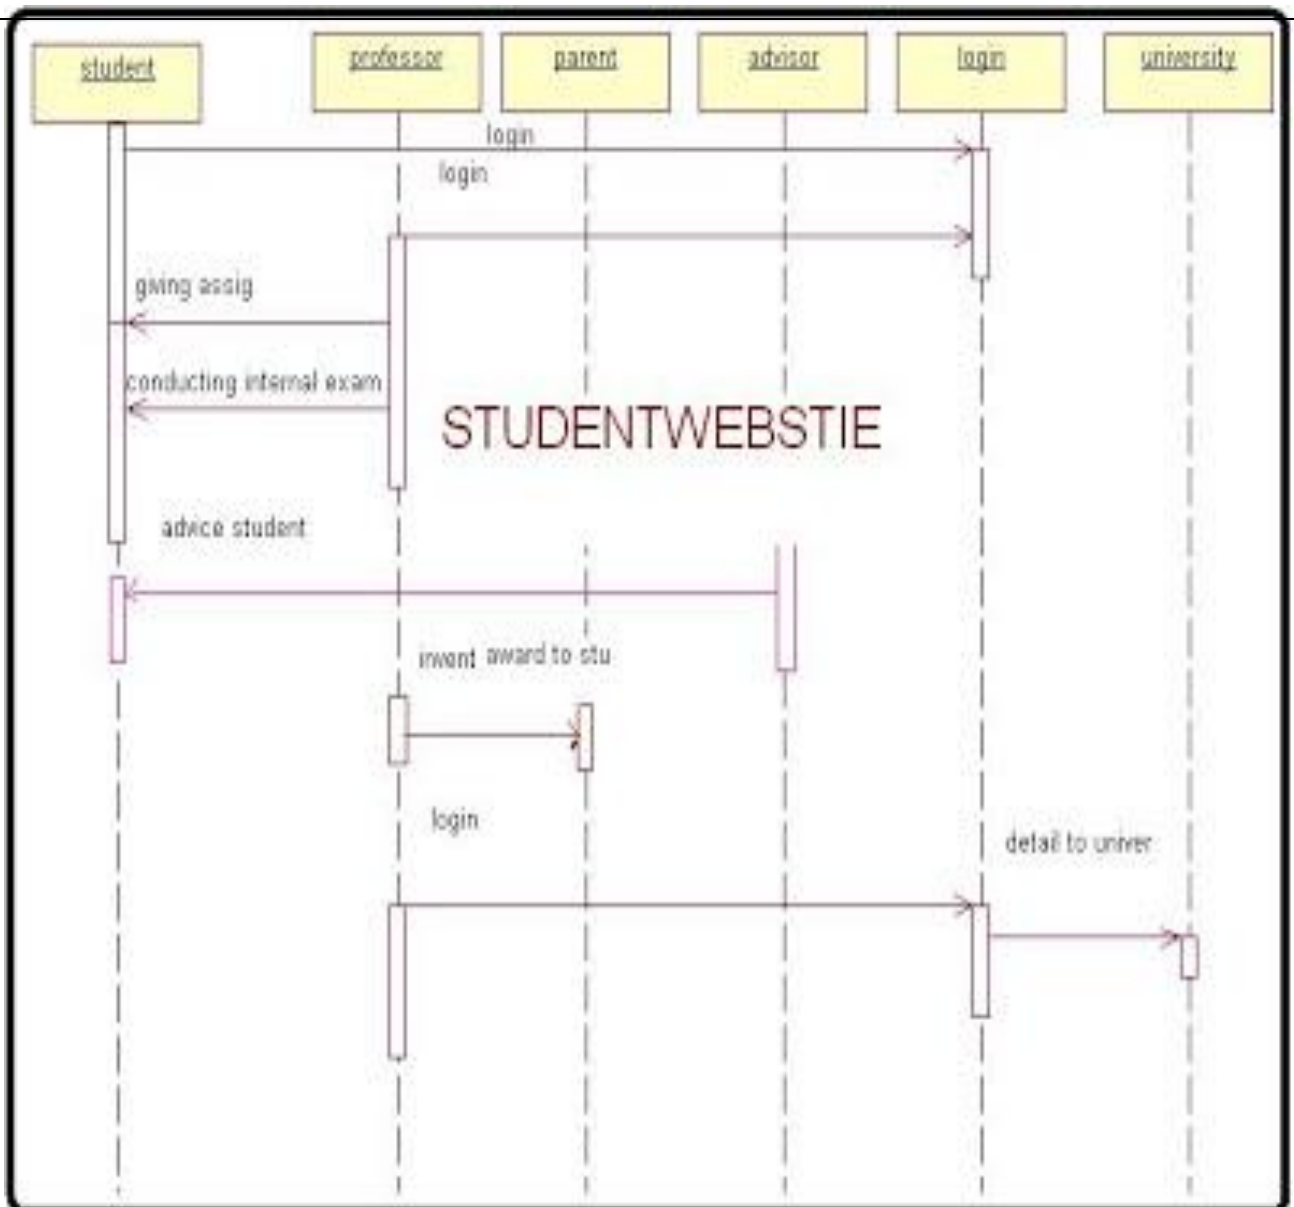 student
professor
parent
advisor
login
university
login
login
giving assig
conducting internal exam
STUDENTWEBSTIE
advice student
invent award to stu
login
detail to univer